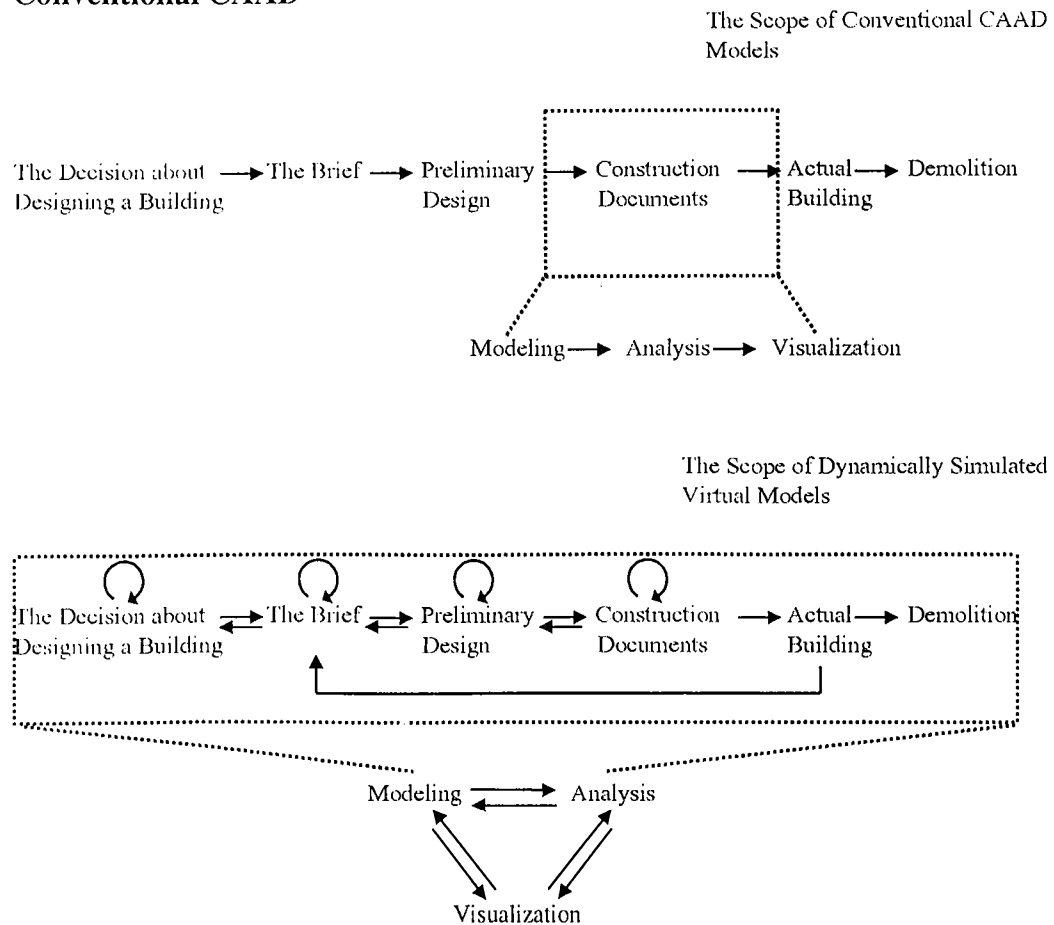 Conventional CAAD
The Scope of Conventional CAAD
Models
The Decision about
Designing a Building
The Brief
Preliminary
Design
Construction
Documents
Actual
Building
Demolition
Modeling
Analysis
Visualization
The Scope of Dynamically Simulated
Virtual Models
The Decision about
Designing a Building
The Brief
Preliminary
Design
Construction
Documents
Actual
Building
Demolition
Modeling
Analysis
Visualization